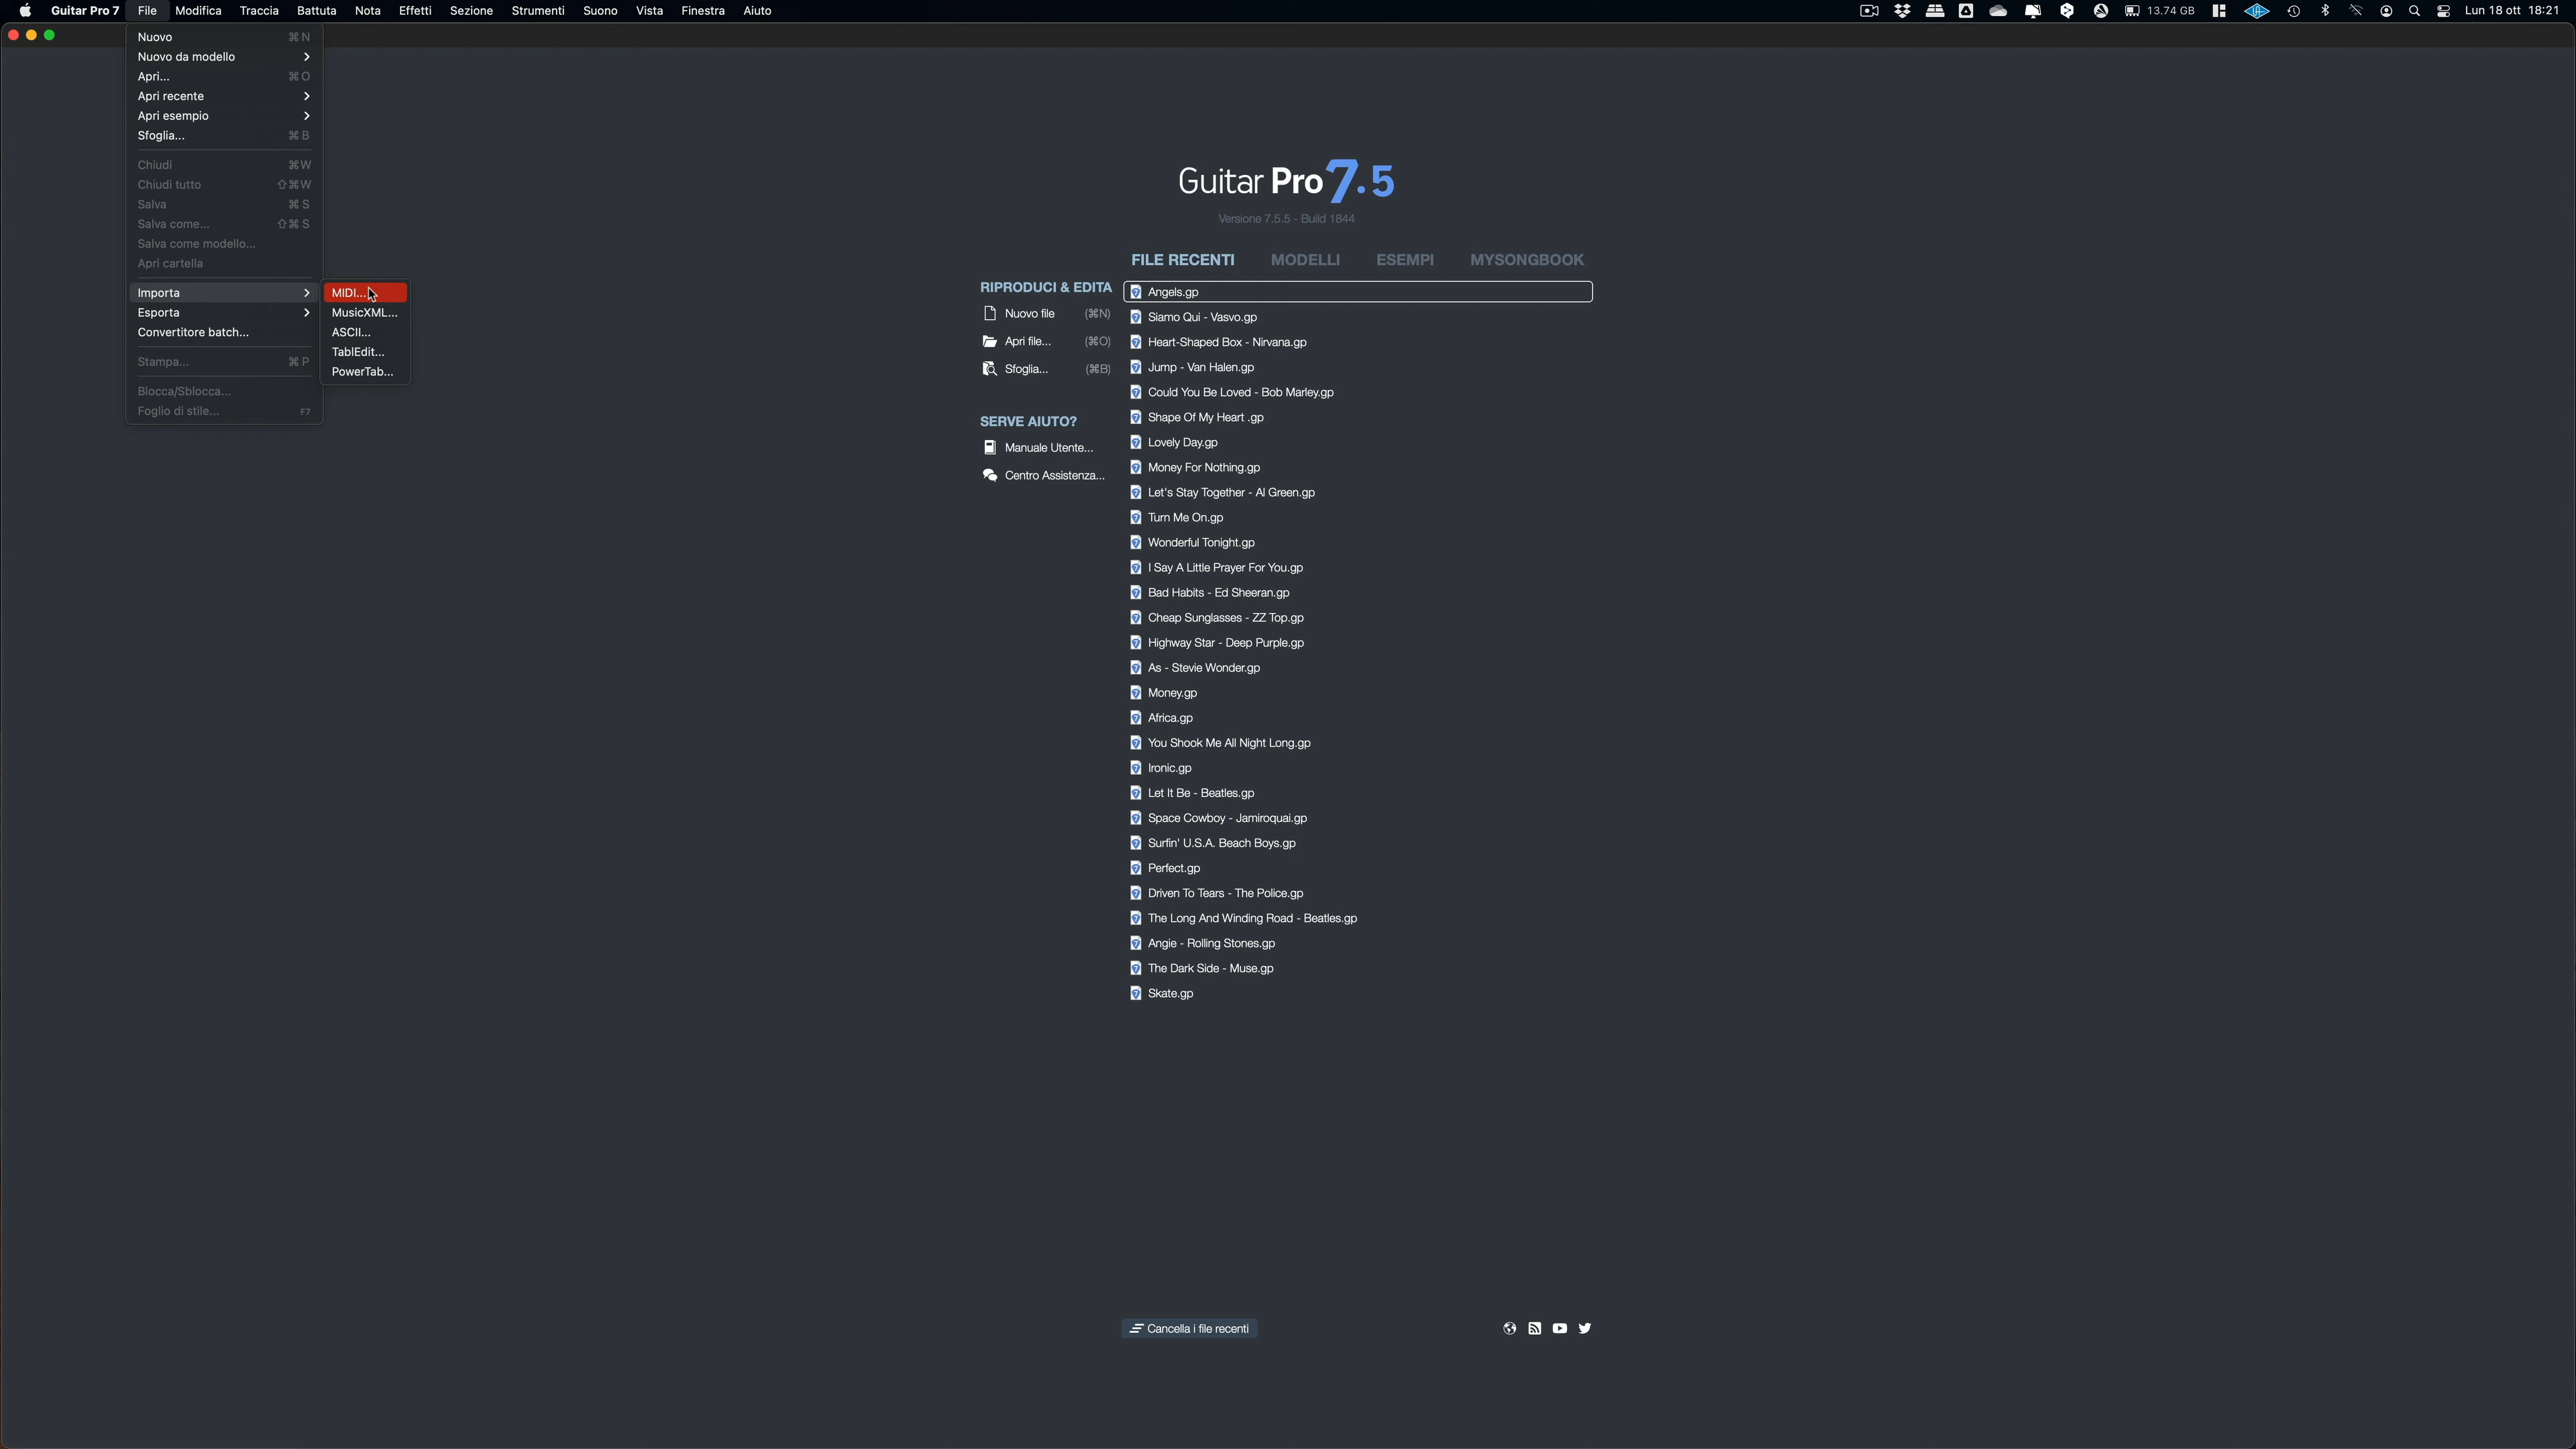 Guitar Pro 7 File Modifica Traccia Battuta Nota Effetti Sezione Strumenti Suono Vista Finestra Aiuto 13.74 GB Lun 18 ott 18:21
Nuovo ⌘ N
Nuovo da modello
Apri... ⌘ O
Apri recente
Apri esempio
Sfoglia... ⌘ B
Chiudi ⌘ W
Chiudi tutto ⇧ ⌘ W
Salva ⌘ S
Salva come... ⇧ ⌘ S
Salva come modello...
Apri cartella
Importa
Esporta
Convertitore batch...
Stampa... ⌘ P
Blocca/Sblocca...
Foglio di stile... F7
MIDI...
MusicXML...
ASCII...
TablEdit...
PowerTab...
Guitar Pro 7.5
Versione 7.5.5 - Build 1844
RIPRODUCI & EDITA
Nuovo file (⌘N)
Apri file... (⌘O)
Sfoglia... (⌘B)
SERVE AIUTO?
Manuale Utente...
Centro Assistenza...
FILE RECENTI MODELLI ESEMPI MYSONGBOOK
Angels.gp
Siamo Qui - Vasvo.gp
Heart-Shaped Box - Nirvana.gp
Jump - Van Halen.gp
Could You Be Loved - Bob Marley.gp
Shape Of My Heart .gp
Lovely Day.gp
Money For Nothing.gp
Let's Stay Together - Al Green.gp
Turn Me On.gp
Wonderful Tonight.gp
I Say A Little Prayer For You.gp
Bad Habits - Ed Sheeran.gp
Cheap Sunglasses - ZZ Top.gp
Highway Star - Deep Purple.gp
As - Stevie Wonder.gp
Money.gp
Africa.gp
You Shook Me All Night Long.gp
Ironic.gp
Let It Be - Beatles.gp
Space Cowboy - Jamiroquai.gp
Surfin' U.S.A. Beach Boys.gp
Perfect.gp
Driven To Tears - The Police.gp
The Long And Winding Road - Beatles.gp
Angie - Rolling Stones.gp
The Dark Side - Muse.gp
Skate.gp
Cancella i file recenti